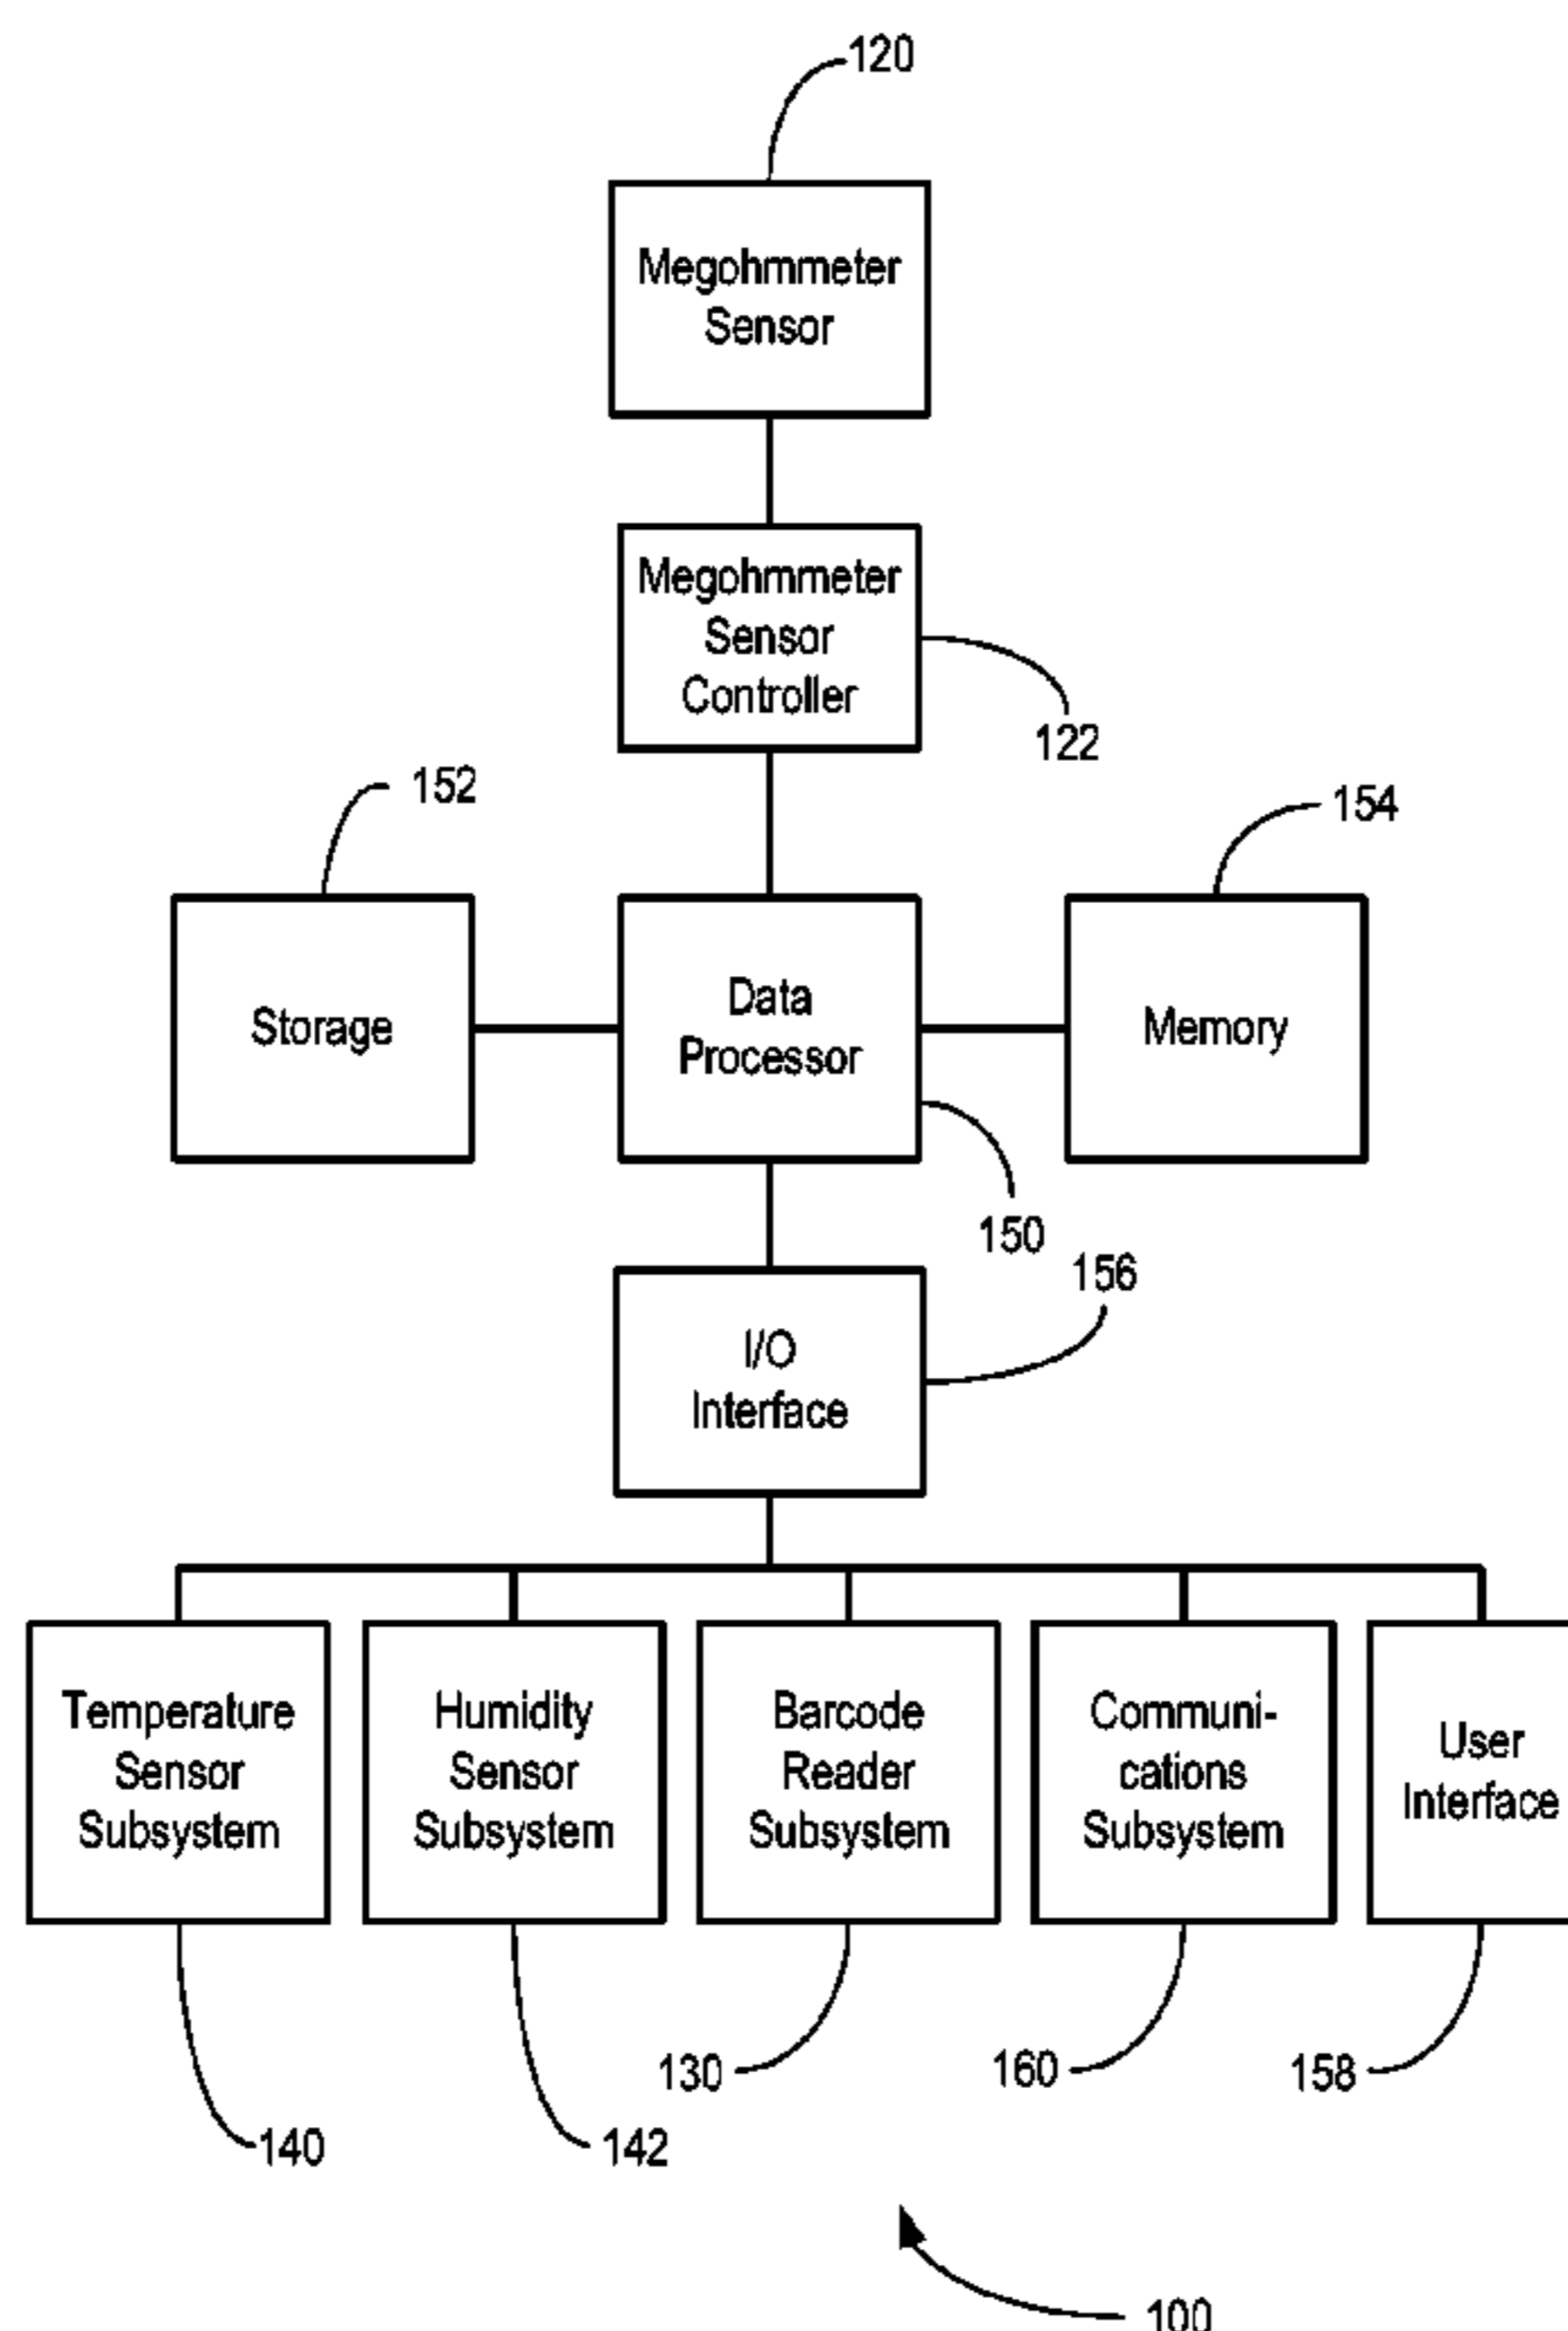 120
Megohmmeter
Sensor
Megohmmeter
Sensor
Controller
122
152
154
Storage
Data
Processor
Memory
150
156
I/O
Interface
Temperature
Sensor
Subsystem
Humidity
Sensor
Subsystem
Barcode
Reader
Subsystem
Communi-
cations
Subsystem
User
Interface
130
160
158
140
142
100